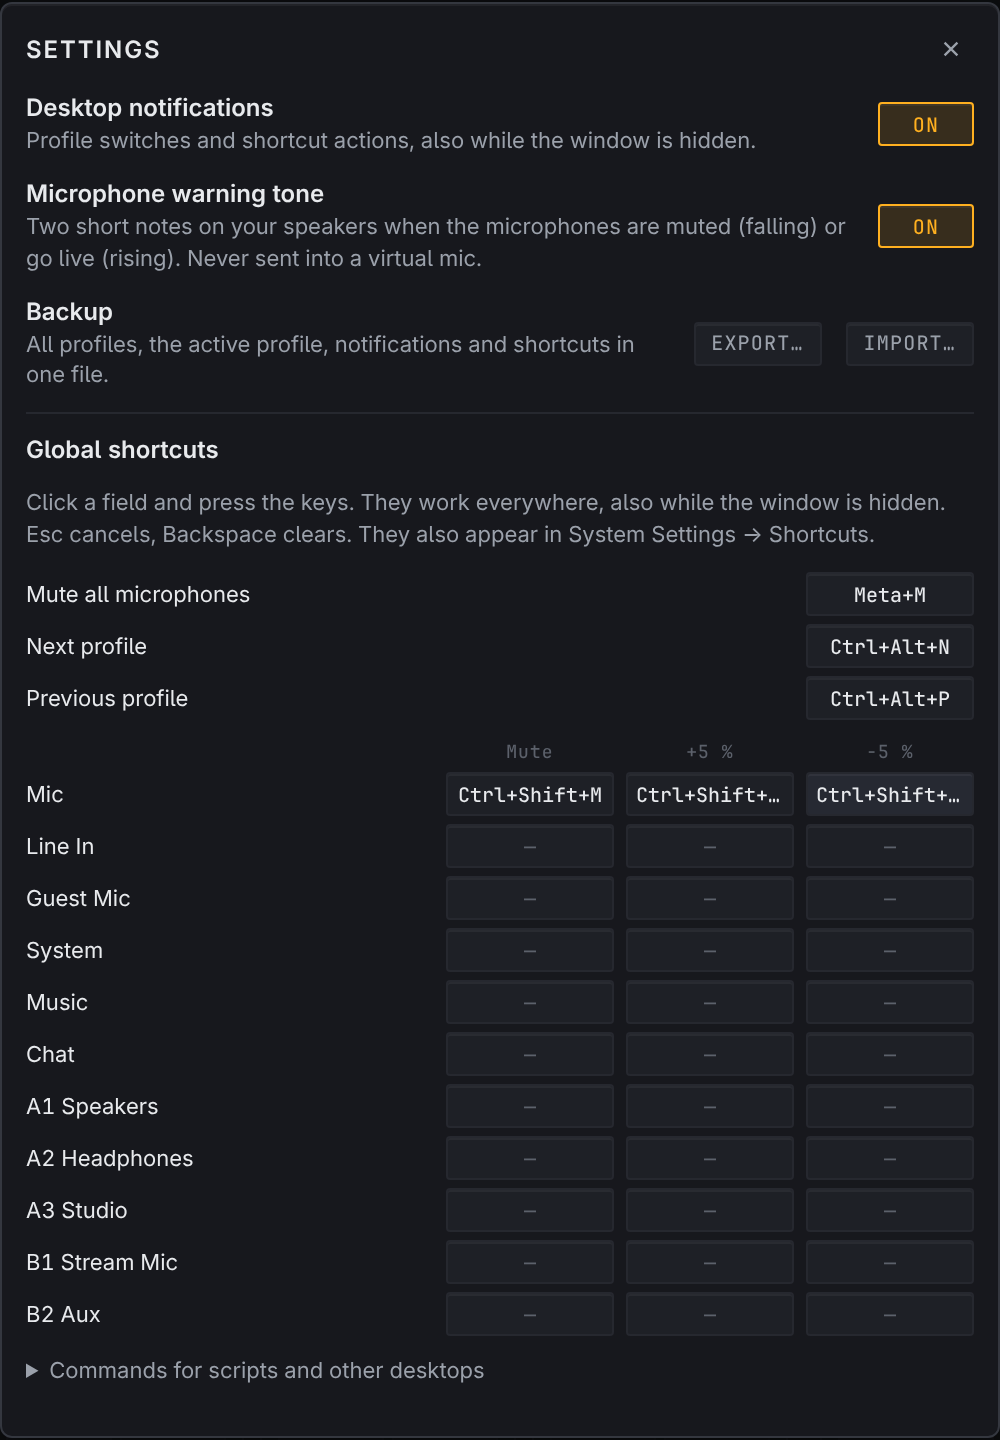 SETTINGS ✕
Desktop notifications
Profile switches and shortcut actions, also while the window is hidden.
ON
Microphone warning tone
Two short notes on your speakers when the microphones are muted (falling) or
go live (rising). Never sent into a virtual mic.
ON
Backup
All profiles, the active profile, notifications and shortcuts in
one file.
EXPORT… IMPORT…
Global shortcuts
Click a field and press the keys. They work everywhere, also while the window is hidden.
Esc cancels, Backspace clears. They also appear in System Settings → Shortcuts.
Mute all microphones Meta+M
Next profile Ctrl+Alt+N
Previous profile Ctrl+Alt+P
Mute +5 % -5 %
Mic Ctrl+Shift+M Ctrl+Shift+… Ctrl+Shift+…
Line In – – –
Guest Mic – – –
System – – –
Music – – –
Chat – – –
A1 Speakers – – –
A2 Headphones – – –
A3 Studio – – –
B1 Stream Mic – – –
B2 Aux – – –
▶ Commands for scripts and other desktops